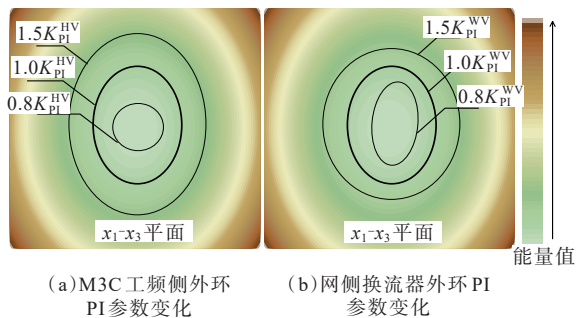 1.5K_PI^HV
1.0K_PI^HV
0.8K_PI^HV
x₁-x₃平面
1.5K_PI^WV
1.0K_PI^WV
0.8K_PI^WV
x₁-x₃平面
能量值
(a)M3C工频侧外环
PI参数变化
(b)网侧换流器外环PI
参数变化